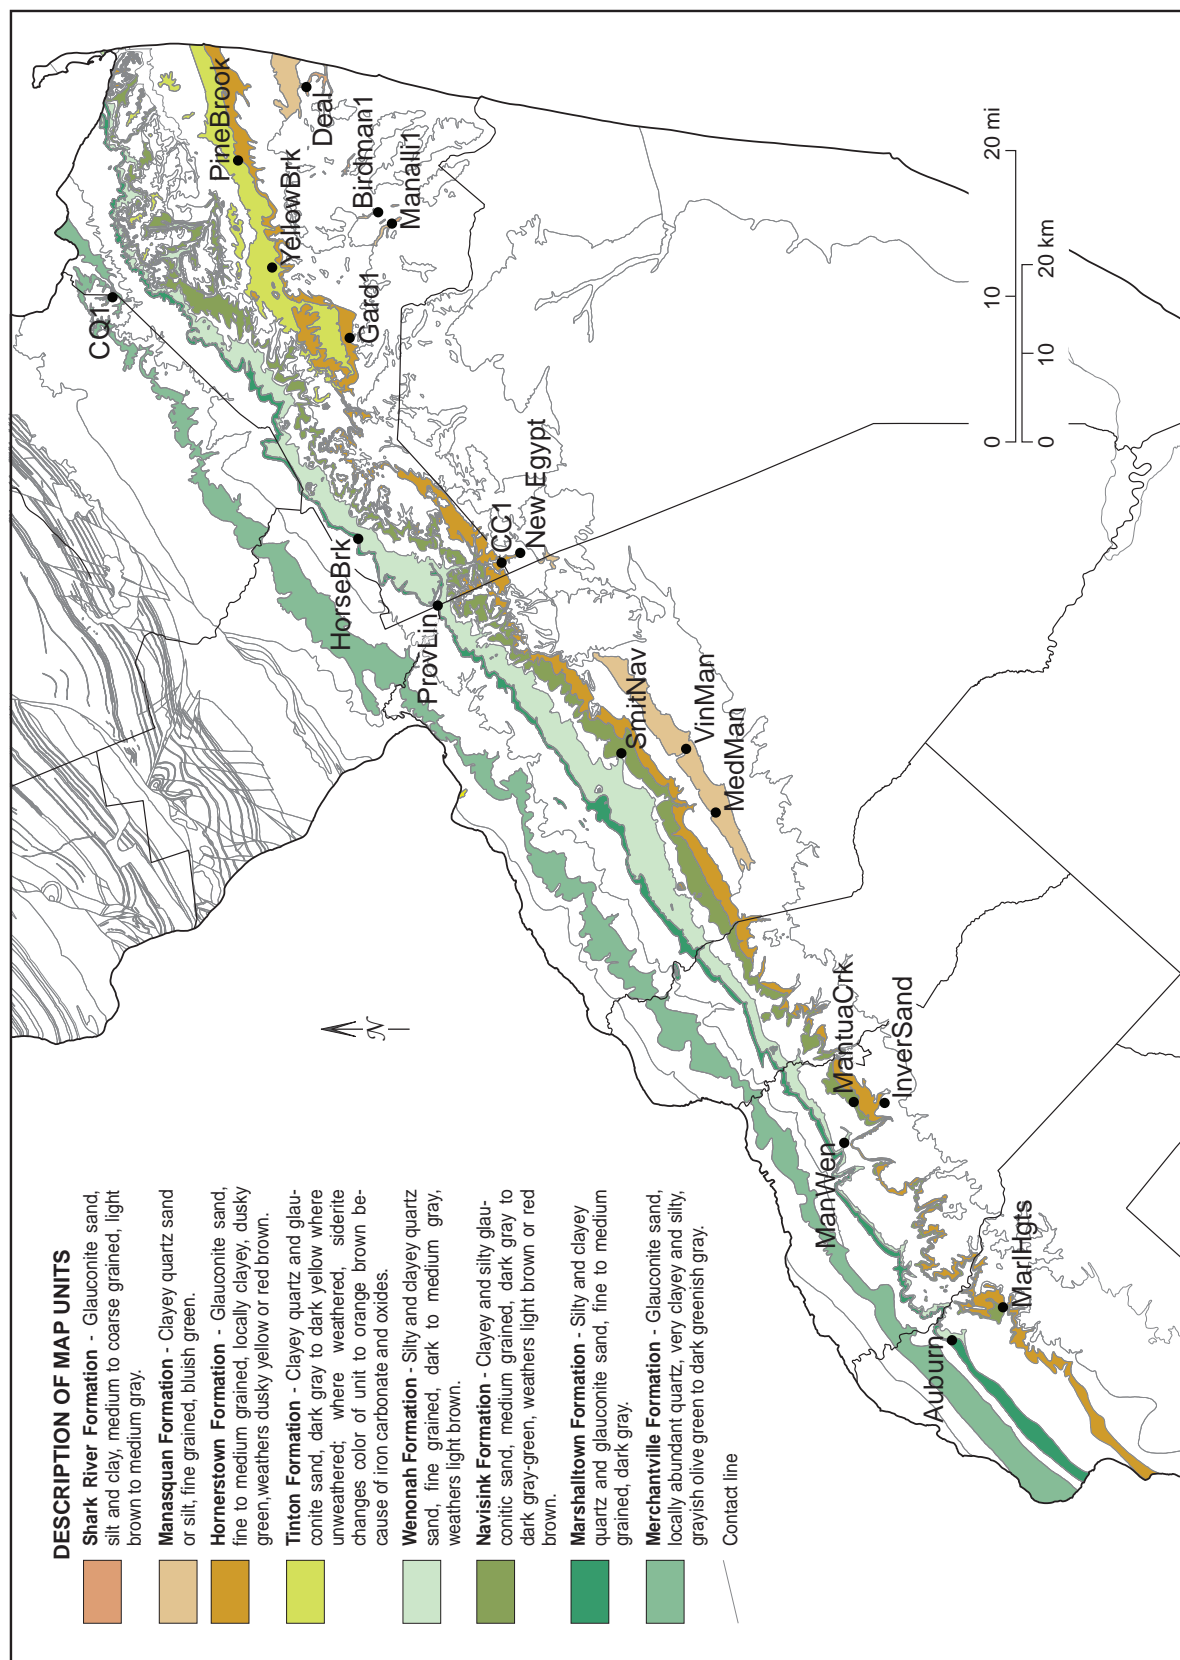 DESCRIPTION OF MAP UNITS
Shark River Formation - Glauconite sand,
silt and clay, medium to coarse grained, light
brown to medium gray.
Manasquan Formation - Clayey quartz sand
or silt, fine grained, bluish green.
Hornerstown Formation - Glauconite sand,
fine to medium grained, locally clayey, dusky
green,weathers dusky yellow or red brown.
Tinton Formation - Clayey quartz and glau-
conite sand, dark gray to dark yellow where
unweathered; where weathered, siderite
changes color of unit to orange brown be-
cause of iron carbonate and oxides.
Wenonah Formation - Silty and clayey quartz
sand, fine grained, dark to medium gray,
weathers light brown.
Navisink Formation - Clayey and silty glau-
conitic sand, medium grained, dark gray to
dark gray-green, weathers light brown or red
brown.
Marshalltown Formation - Silty and clayey
quartz and glauconite sand, fine to medium
grained, dark gray.
Merchantville Formation - Glauconite sand,
locally abundant quartz, very clayey and silty,
grayish olive green to dark greenish gray.
Contact line
N
CO1
PineBrook
YellowBrk
Deal
Birdman1
Manalli1
Gard1
HorseBrk
ProvLin
CC1
New Egypt
SmitNav
VinMan
MedMan
MantuaCrk
InverSand
ManWen
MarlHgts
Auburn
0 10 20 mi
0 10 20 km